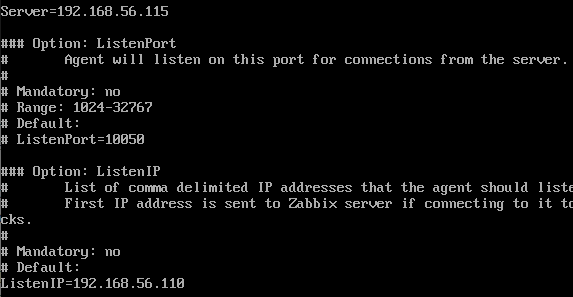 Server=192.168.56.115
### Option: ListenPort
#       Agent will listen on this port for connections from the server.
#
# Mandatory: no
# Range: 1024-32767
# Default:
# ListenPort=10050
### Option: ListenIP
#       List of comma delimited IP addresses that the agent should liste
#       First IP address is sent to Zabbix server if connecting to it to
cks.
#
# Mandatory: no
# Default:
ListenIP=192.168.56.110